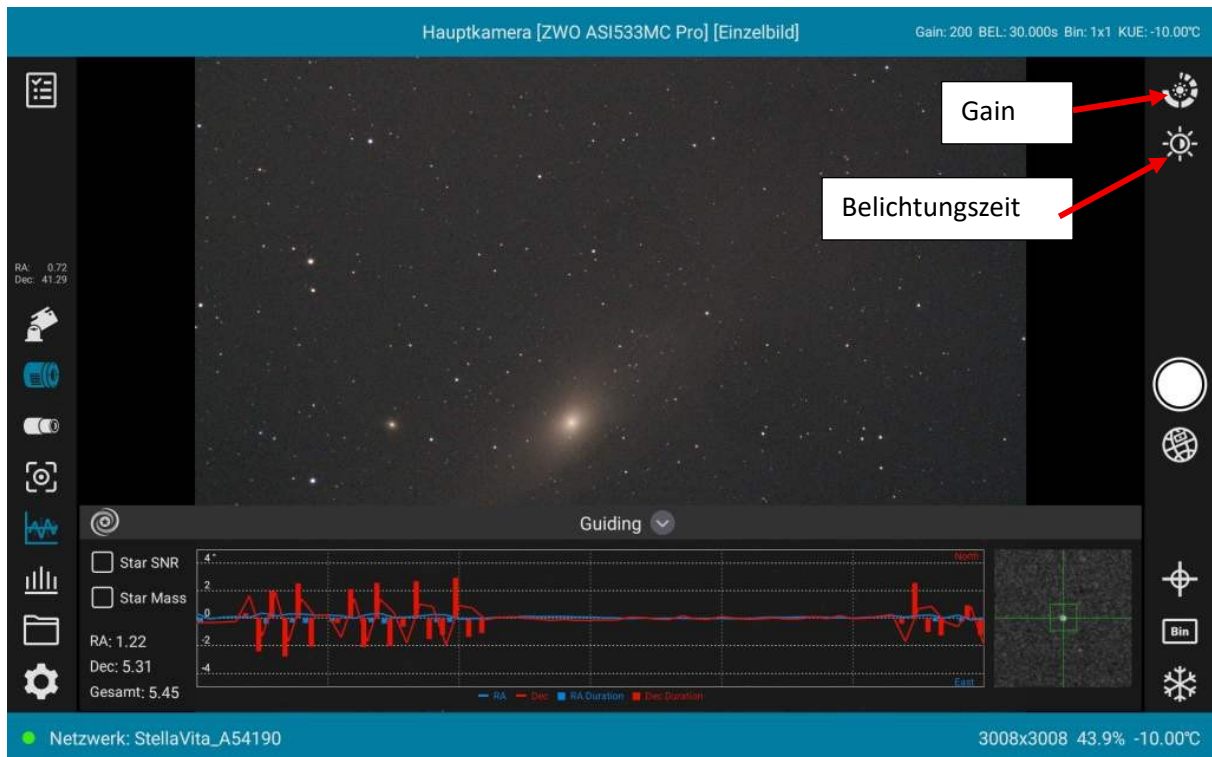 Hauptkamera [ZWO ASI533MC Pro] [Einzelbild]
Gain: 200 BEL: 30.000s Bin: 1x1 KUE: -10.00°C
Gain
Belichtungszeit
RA: 0.72
Dec: 41.29
Guiding
Star SNR
Star Mass
RA: 1.22
Dec: 5.31
Gesamt: 5.45
4"
2
0
-2
-4
North
East
RA Dec RA Duration Dec Duration
Bin
Netzwerk: StellaVita_A54190
3008x3008 43.9% -10.00°C